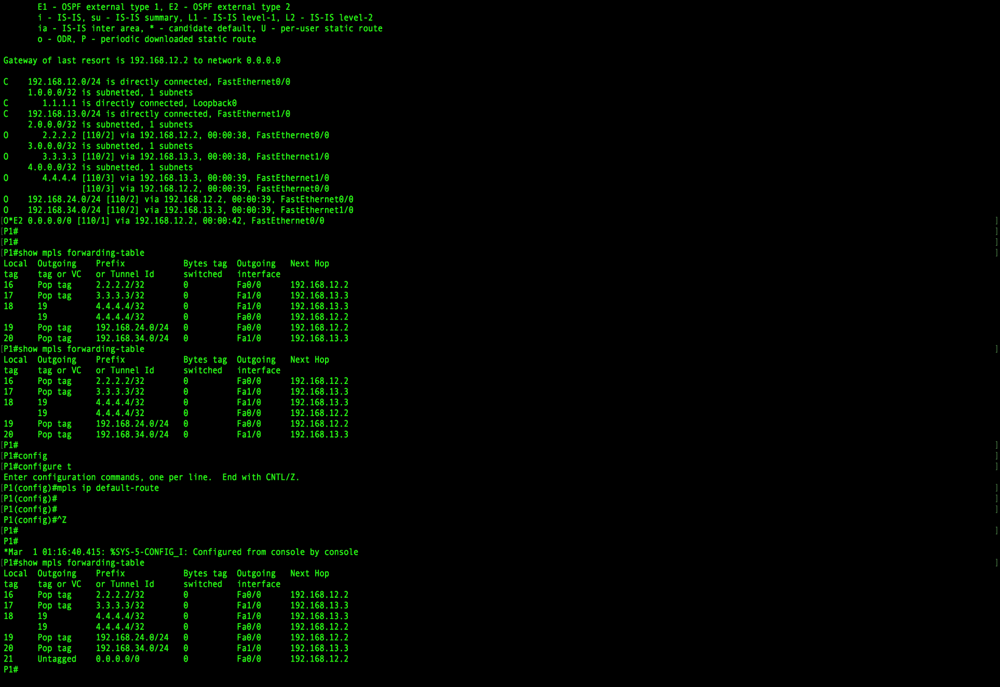 E1 - OSPF external type 1, E2 - OSPF external type 2
i - IS-IS, su - IS-IS summary, L1 - IS-IS level-1, L2 - IS-IS level-2
ia - IS-IS inter area, * - candidate default, U - per-user static route
o - ODR, P - periodic downloaded static route
Gateway of last resort is 192.168.12.2 to network 0.0.0.0
C    192.168.12.0/24 is directly connected, FastEthernet0/0
     1.0.0.0/32 is subnetted, 1 subnets
C       1.1.1.1 is directly connected, Loopback0
C    192.168.13.0/24 is directly connected, FastEthernet1/0
     2.0.0.0/32 is subnetted, 1 subnets
O       2.2.2.2 [110/2] via 192.168.12.2, 00:00:38, FastEthernet0/0
     3.0.0.0/32 is subnetted, 1 subnets
O       3.3.3.3 [110/2] via 192.168.13.3, 00:00:38, FastEthernet1/0
     4.0.0.0/32 is subnetted, 1 subnets
O       4.4.4.4 [110/3] via 192.168.13.3, 00:00:39, FastEthernet1/0
                [110/3] via 192.168.12.2, 00:00:39, FastEthernet0/0
O    192.168.24.0/24 [110/2] via 192.168.12.2, 00:00:39, FastEthernet0/0
O    192.168.34.0/24 [110/2] via 192.168.13.3, 00:00:39, FastEthernet1/0
[O*E2 0.0.0.0/0 [110/1] via 192.168.12.2, 00:00:42, FastEthernet0/0 ]
[P1# ]
[P1# ]
[P1#show mpls forwarding-table ]
Local  Outgoing    Prefix            Bytes tag  Outgoing   Next Hop
tag    tag or VC   or Tunnel Id      switched   interface
16     Pop tag     2.2.2.2/32        0          Fa0/0      192.168.12.2
17     Pop tag     3.3.3.3/32        0          Fa1/0      192.168.13.3
18     19          4.4.4.4/32        0          Fa1/0      192.168.13.3
       19          4.4.4.4/32        0          Fa0/0      192.168.12.2
19     Pop tag     192.168.24.0/24   0          Fa0/0      192.168.12.2
20     Pop tag     192.168.34.0/24   0          Fa1/0      192.168.13.3
[P1#show mpls forwarding-table ]
Local  Outgoing    Prefix            Bytes tag  Outgoing   Next Hop
tag    tag or VC   or Tunnel Id      switched   interface
16     Pop tag     2.2.2.2/32        0          Fa0/0      192.168.12.2
17     Pop tag     3.3.3.3/32        0          Fa1/0      192.168.13.3
18     19          4.4.4.4/32        0          Fa1/0      192.168.13.3
       19          4.4.4.4/32        0          Fa0/0      192.168.12.2
19     Pop tag     192.168.24.0/24   0          Fa0/0      192.168.12.2
20     Pop tag     192.168.34.0/24   0          Fa1/0      192.168.13.3
[P1# ]
[P1#config ]
[P1#configure t ]
Enter configuration commands, one per line.  End with CNTL/Z.
[P1(config)#mpls ip default-route ]
[P1(config)# ]
[P1(config)# ]
P1(config)#^Z
[P1# ]
P1#
*Mar  1 01:16:40.415: %SYS-5-CONFIG_I: Configured from console by console
[P1#show mpls forwarding-table ]
Local  Outgoing    Prefix            Bytes tag  Outgoing   Next Hop
tag    tag or VC   or Tunnel Id      switched   interface
16     Pop tag     2.2.2.2/32        0          Fa0/0      192.168.12.2
17     Pop tag     3.3.3.3/32        0          Fa1/0      192.168.13.3
18     19          4.4.4.4/32        0          Fa1/0      192.168.13.3
       19          4.4.4.4/32        0          Fa0/0      192.168.12.2
19     Pop tag     192.168.24.0/24   0          Fa0/0      192.168.12.2
20     Pop tag     192.168.34.0/24   0          Fa1/0      192.168.13.3
21     Untagged    0.0.0.0/0         0          Fa0/0      192.168.12.2
P1#